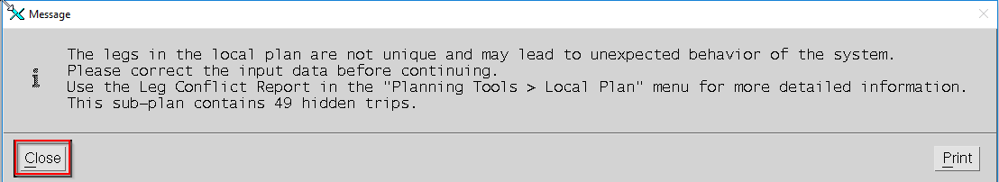 Message
The legs in the local plan are not unique and may lead to unexpected behavior of the system.
Please correct the input data before continuing.
Use the Leg Conflict Report in the "Planning Tools > Local Plan" menu for more detailed information.
This sub-plan contains 49 hidden trips.
Close
Print